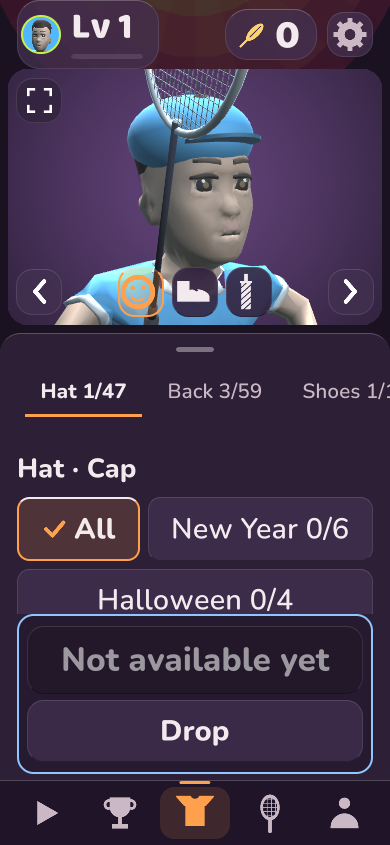 Lv 1
0
Hat 1/47
Back 3/59
Shoes 1/1
Hat · Cap
All
New Year 0/6
Halloween 0/4
Not available yet
Drop